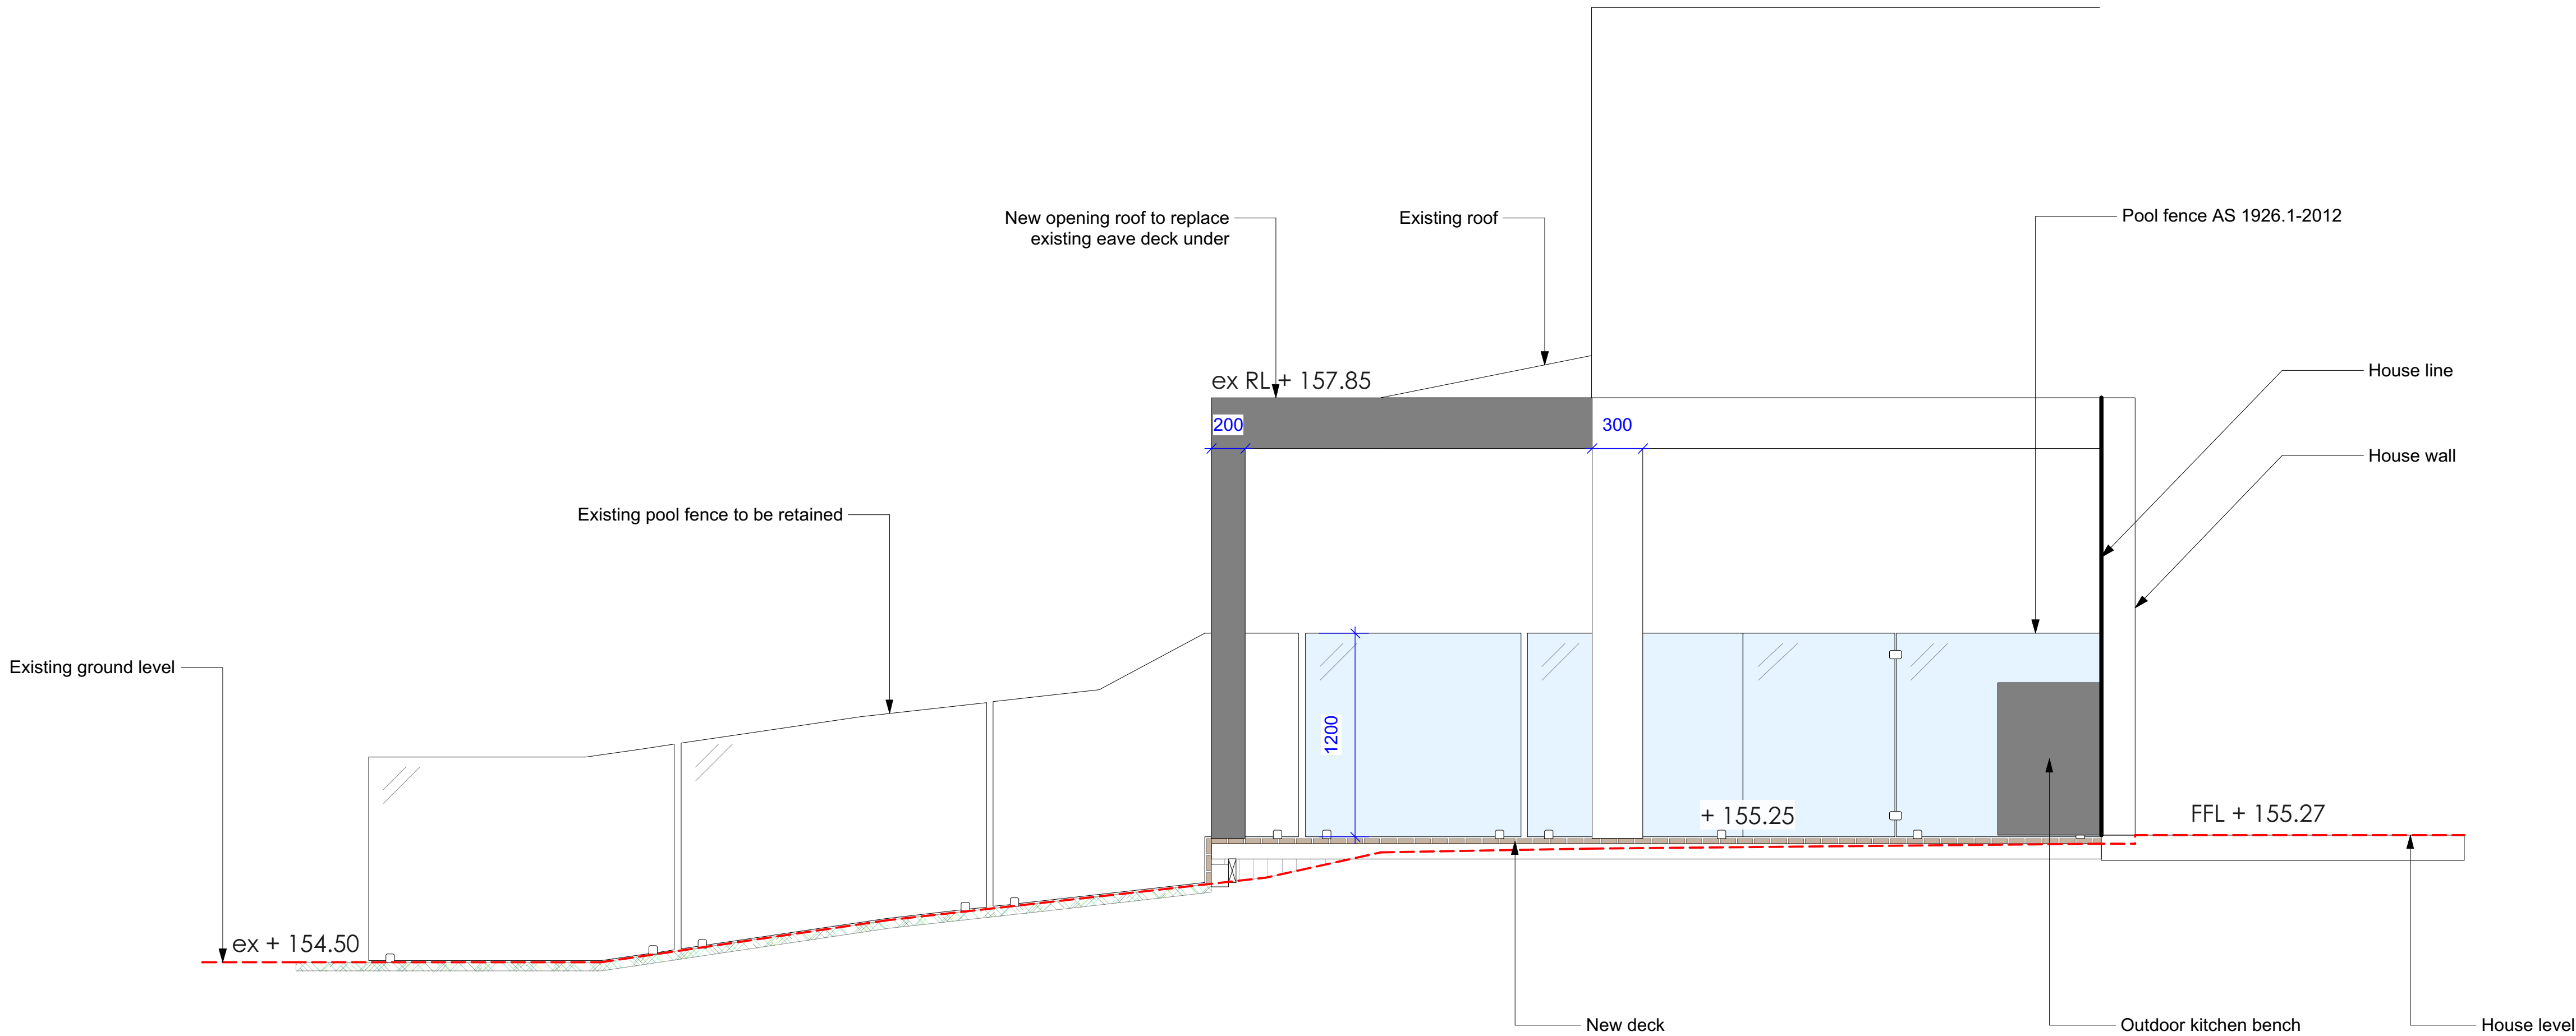 Pool fence AS 1926.1-2012
New opening roof to replace
existing eave deck under
Existing roof
House line
ex RL + 157.85
200
300
House wall
Existing pool fence to be retained
Existing ground level
1200
+ 155.25
FFL + 155.27
ex + 154.50
New deck
Outdoor kitchen bench
House level